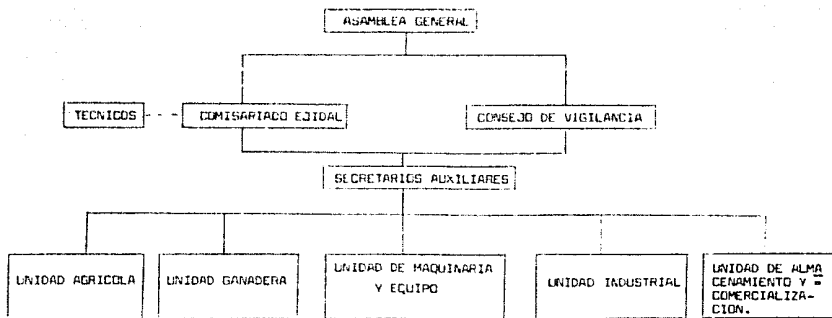 ASAMBLEA GENERAL
TECNICOS
COMISARIADO EJIDAL
CONSEJO DE VIGILANCIA
SECRETARIOS AUXILIARES
UNIDAD AGRICOLA
UNIDAD GANADERA
UNIDAD DE MAQUINARIA
Y EQUIPO
UNIDAD INDUSTRIAL
UNIDAD DE ALMA
CENAMIENTO Y =
COMERCIALIZA-
CION.